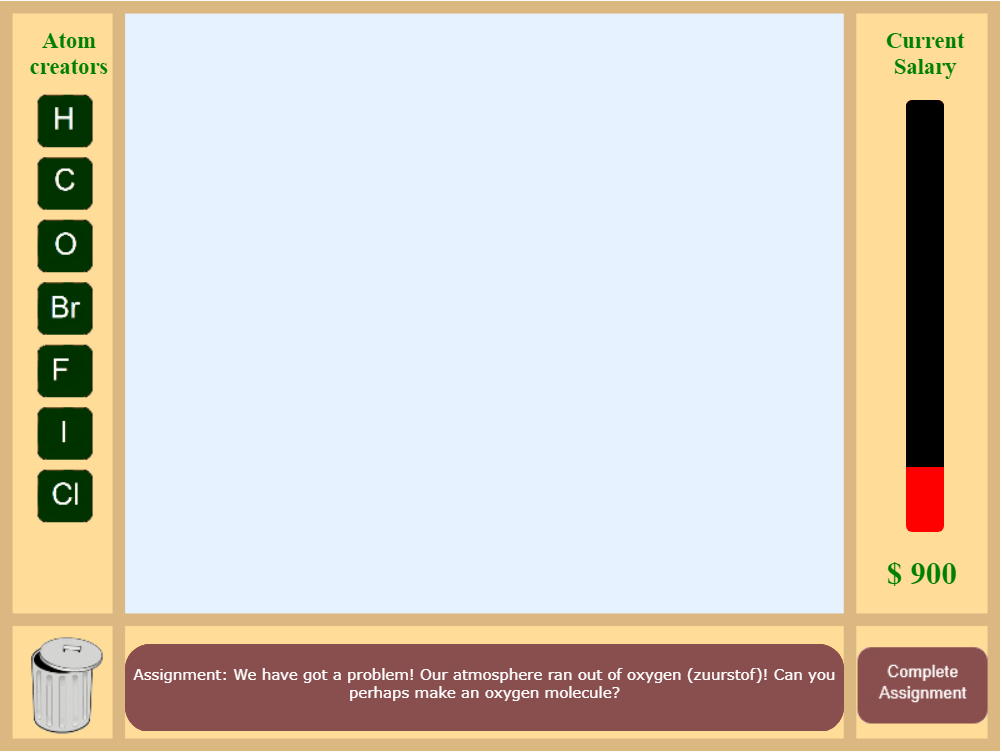 Atom
creators
H
C
O
Br
F
I
Cl
Current
Salary
$ 900
Assignment: We have got a problem! Our atmosphere ran out of oxygen (zuurstof)! Can you
perhaps make an oxygen molecule?
Complete
Assignment